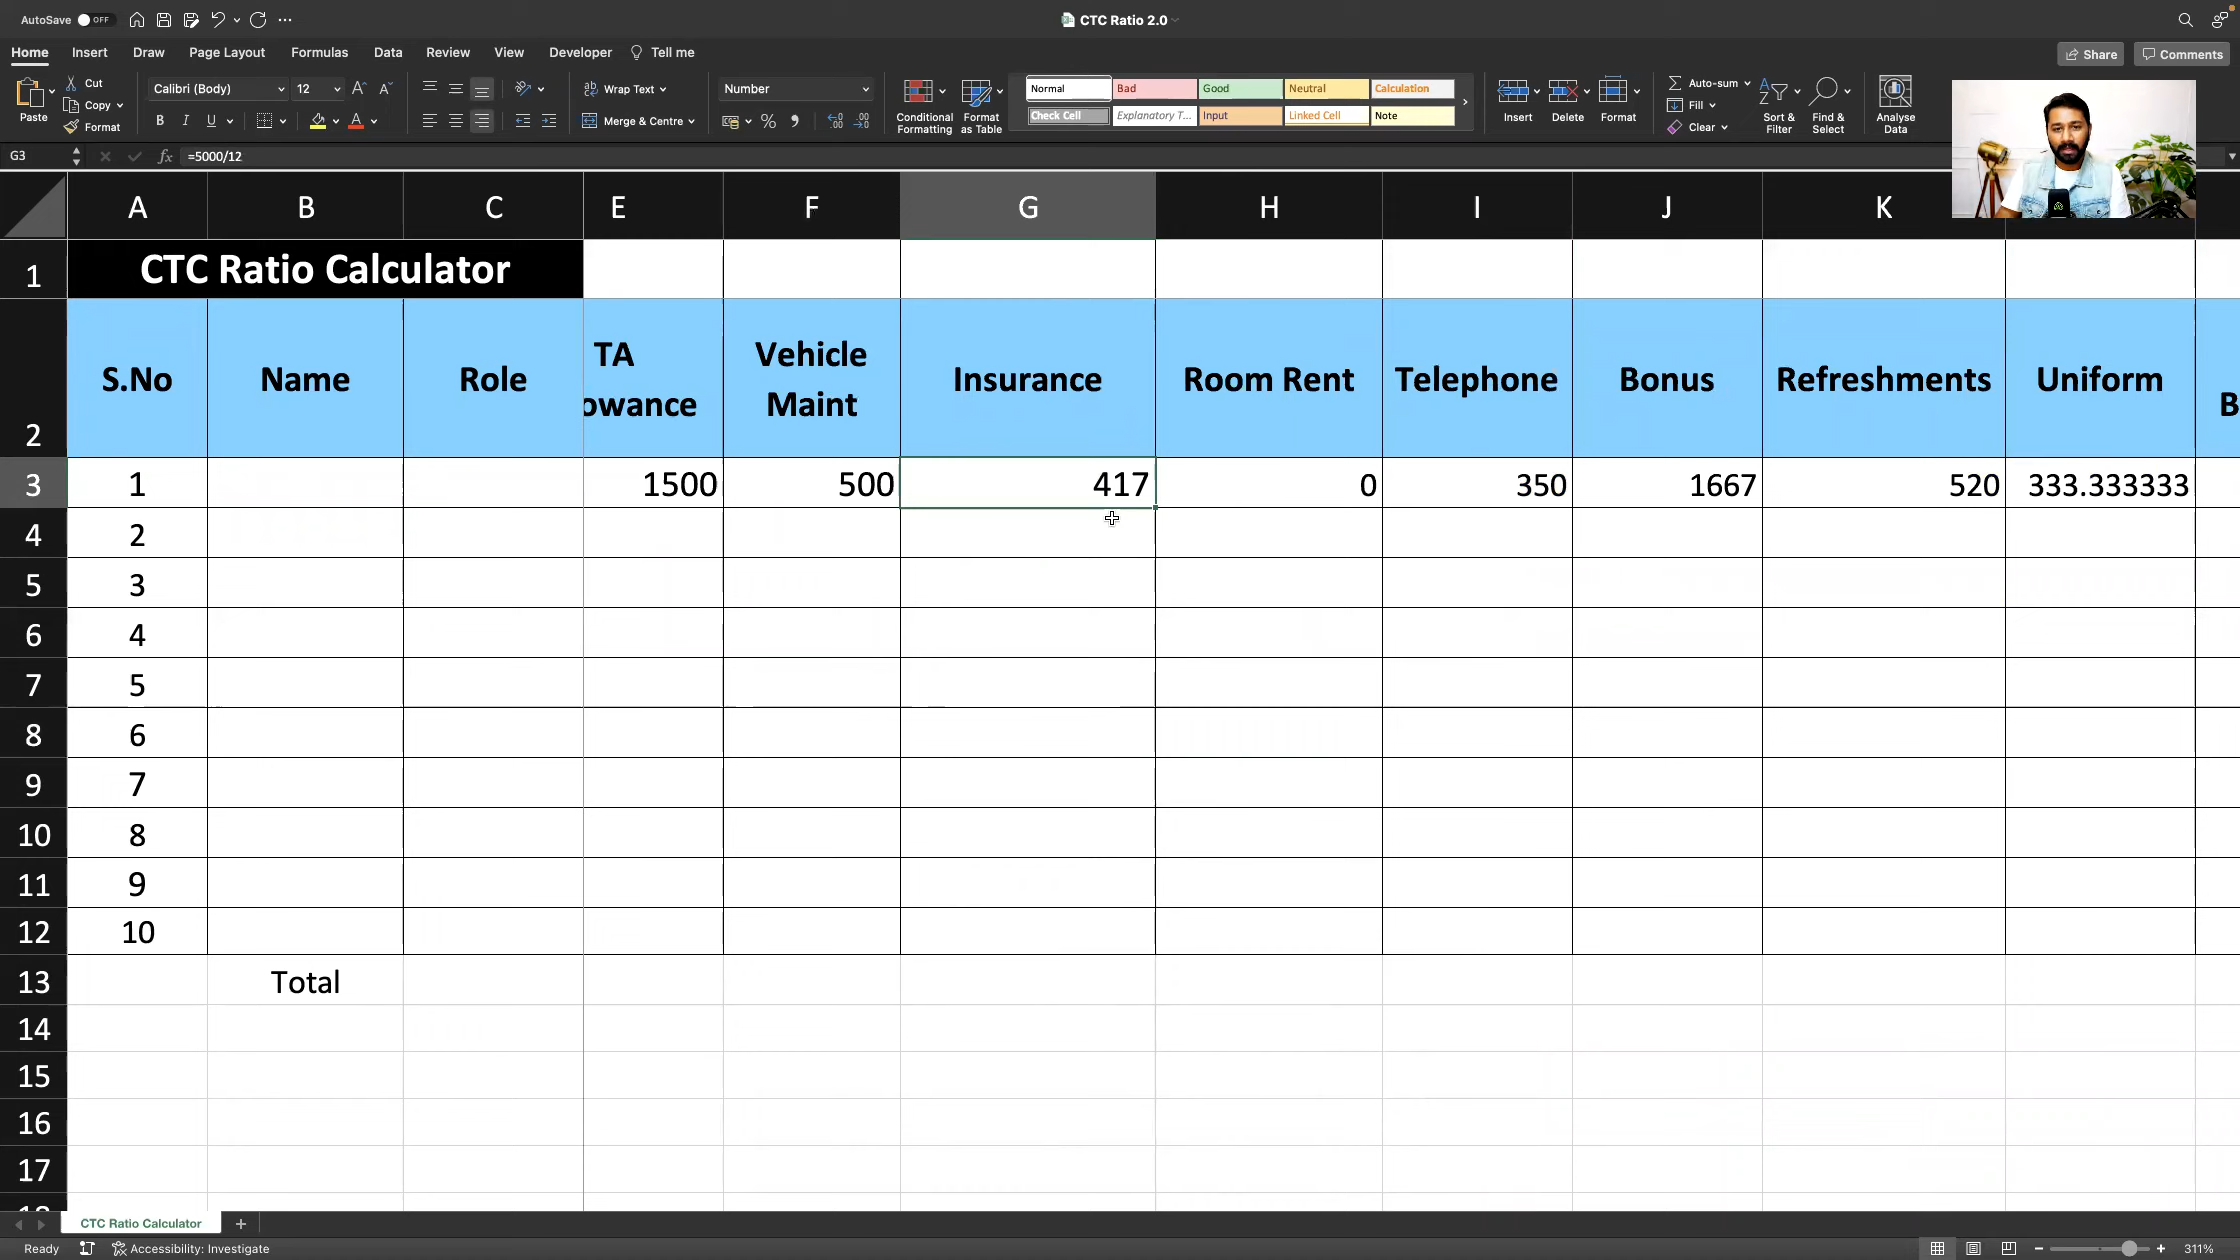 AutoSave OFF
CTC Ratio 2.0
Home Insert Draw Page Layout Formulas Data Review View Developer Tell me
Share Comments
Paste
Cut
Copy
Format
Calibri (Body) 12
B I U
Wrap Text
Merge & Centre
Number
Conditional Formatting
Format as Table
Normal Bad Good Neutral Calculation
Check Cell Explanatory T... Input Linked Cell Note
Insert Delete Format
Auto-sum
Fill
Clear
Sort & Filter
Find & Select
Analyse Data
G3 fx =5000/12
A B C E F G H I J K
1 CTC Ratio Calculator
2 S.No Name Role TA owance Vehicle Maint Insurance Room Rent Telephone Bonus Refreshments Uniform B
3 1 1500 500 417 0 350 1667 520 333.333333
4 2
5 3
6 4
7 5
8 6
9 7
10 8
11 9
12 10
13 Total
14
15
16
17
CTC Ratio Calculator
Ready Accessibility: Investigate 311%